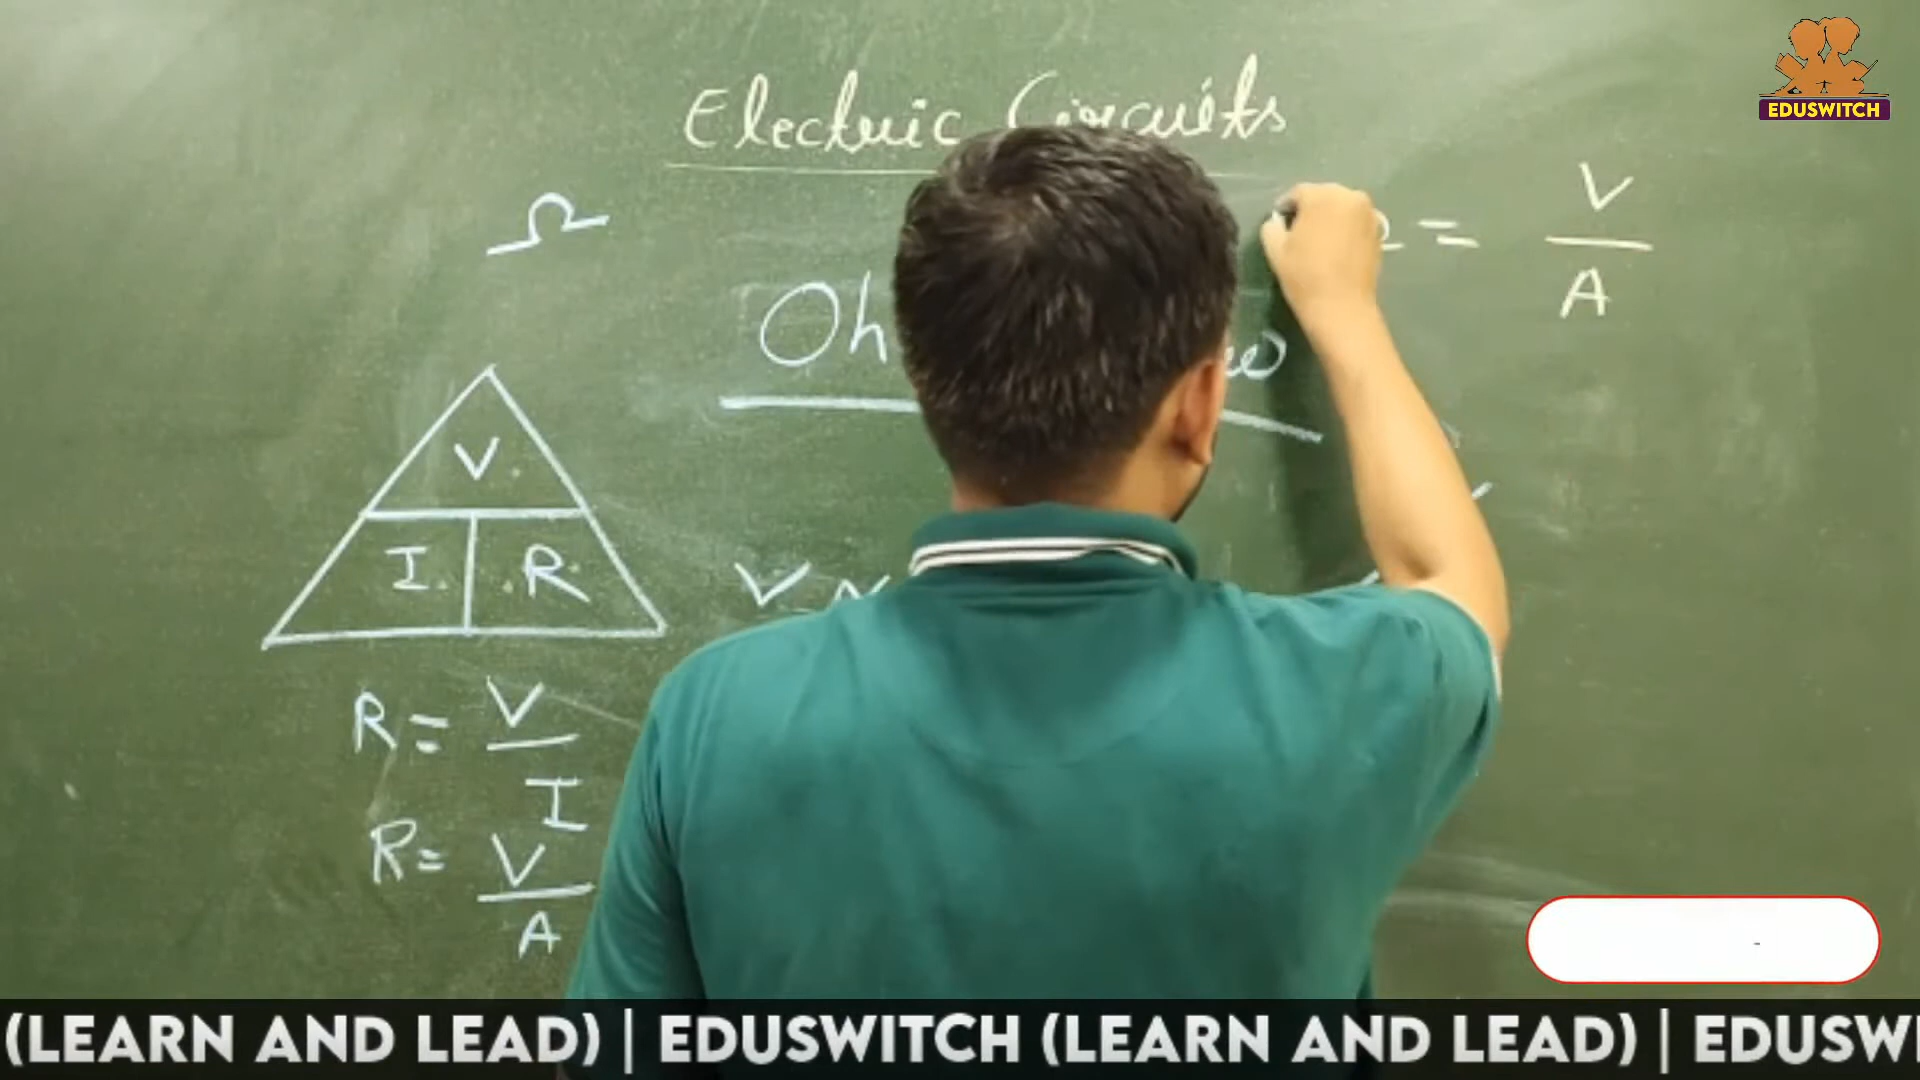 Electric Circuits
EDUSWITCH
Ω
= V
A
Oh
V
I R
V
R = V
I
R = V
A
(LEARN AND LEAD) | EDUSWITCH (LEARN AND LEAD) | EDUSWI